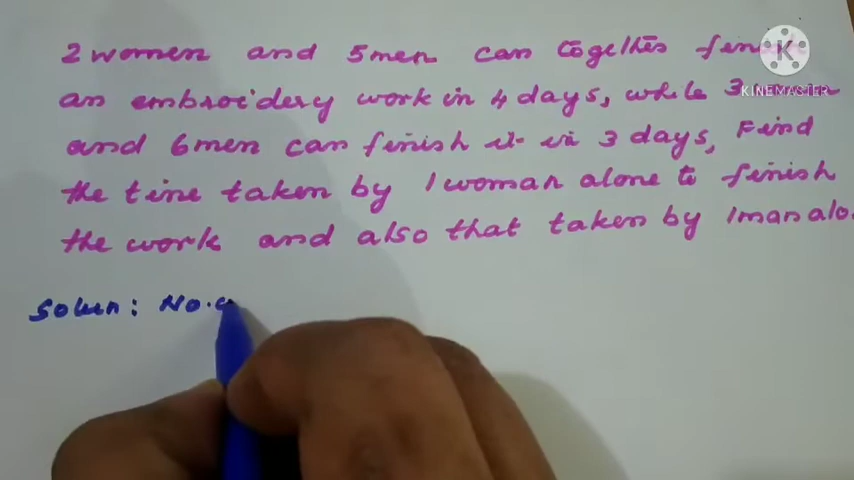 2 women and 5 men can together
an embroidery work in 4 days, while 3
and 6 men can finish it in 3 days, Find
the time taken by 1 woman alone to finish
the work and also that taken by 1 man alo
Soluen: No.
K
KINEMASTER